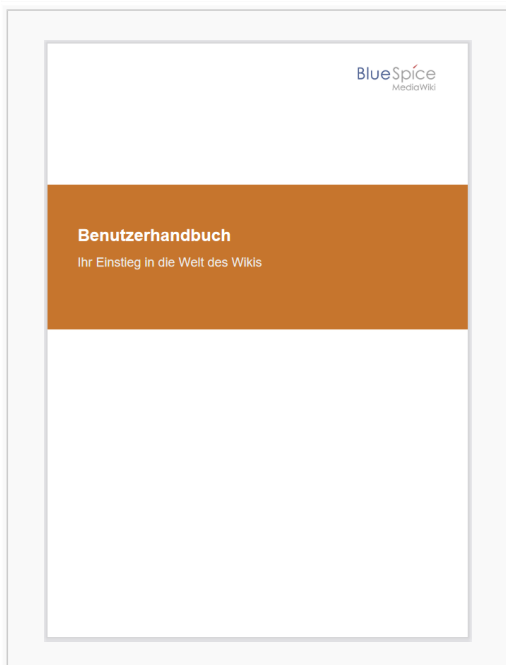 BlueSpice
MediaWiki
Benutzerhandbuch
Ihr Einstieg in die Welt des Wikis